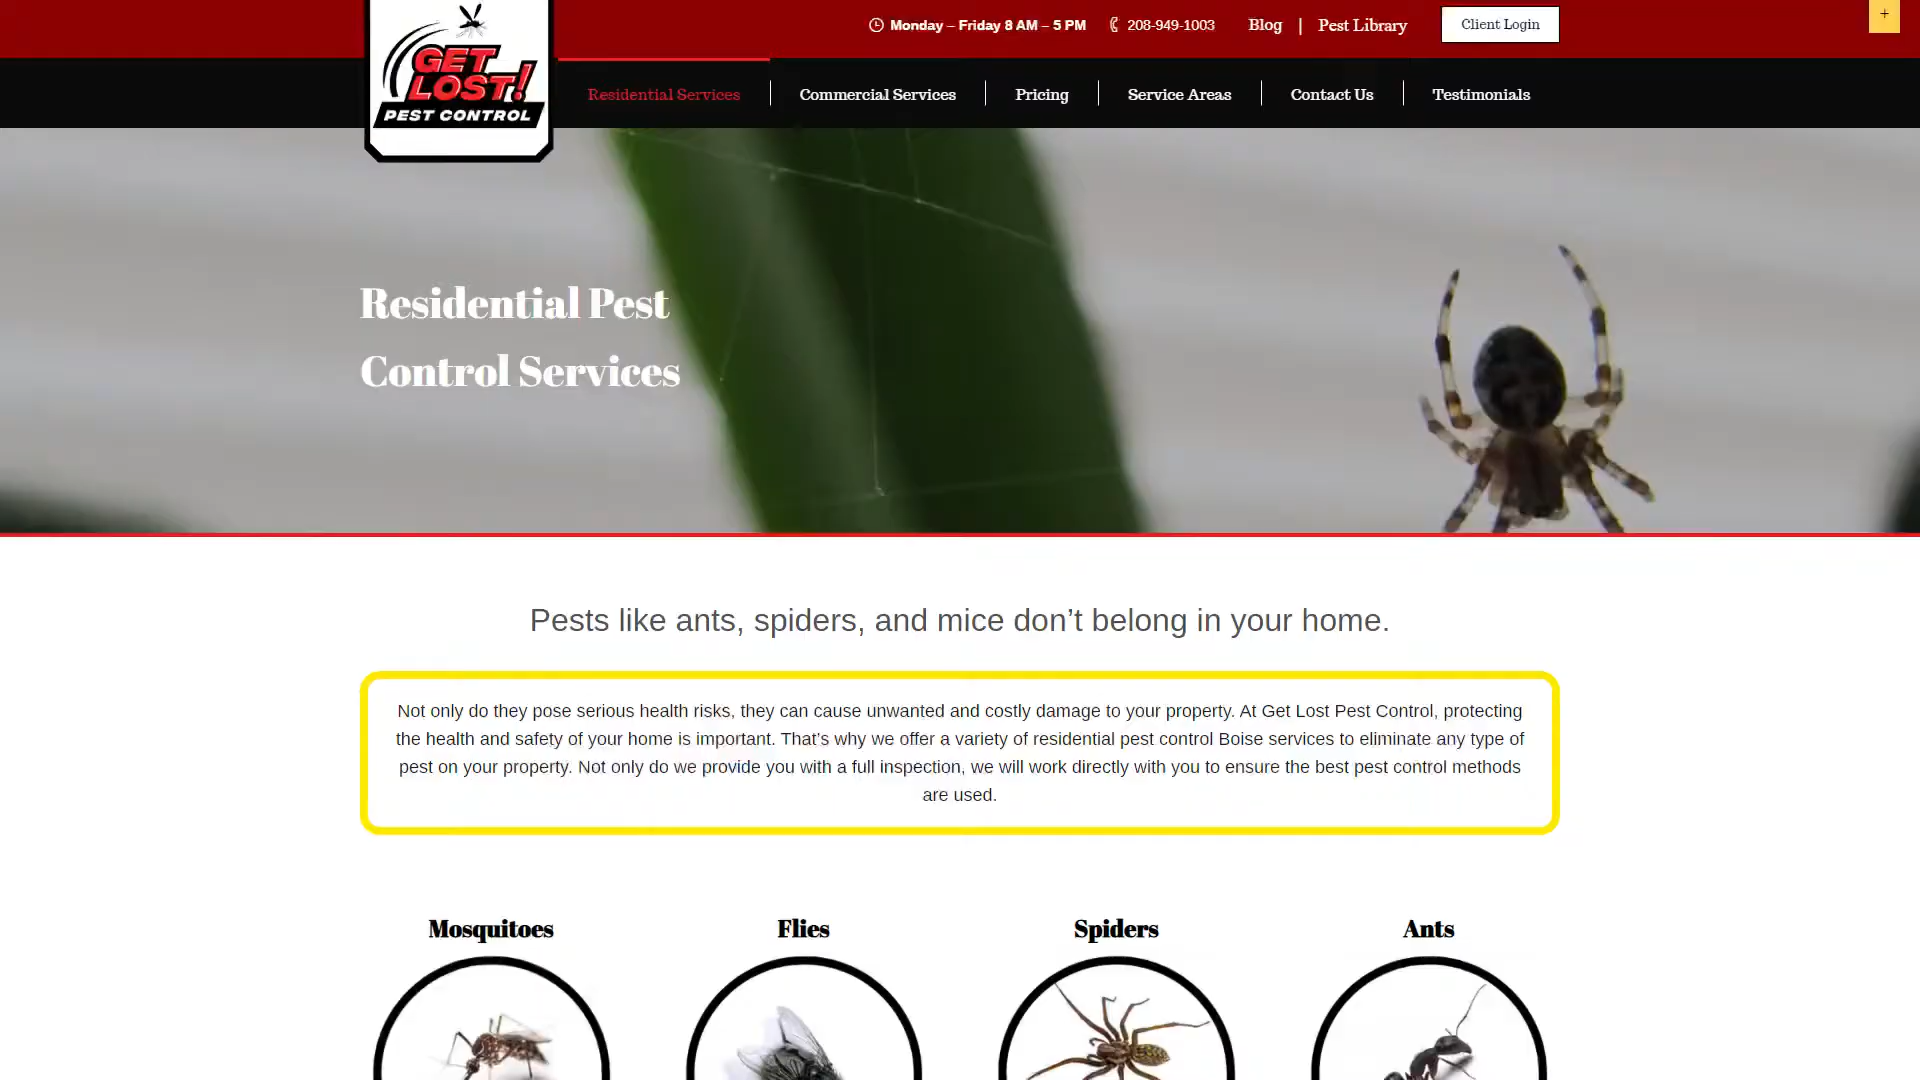 Monday – Friday 8 AM – 5 PM
208-949-1003
Blog | Pest Library
Client Login
+
GET
LOST!
PEST CONTROL
Residential Services
Commercial Services
Pricing
Service Areas
Contact Us
Testimonials
Residential Pest
Control Services
Pests like ants, spiders, and mice don’t belong in your home.
Not only do they pose serious health risks, they can cause unwanted and costly damage to your property. At Get Lost Pest Control, protecting
the health and safety of your home is important. That’s why we offer a variety of residential pest control Boise services to eliminate any type of
pest on your property. Not only do we provide you with a full inspection, we will work directly with you to ensure the best pest control methods
are used.
Mosquitoes
Flies
Spiders
Ants